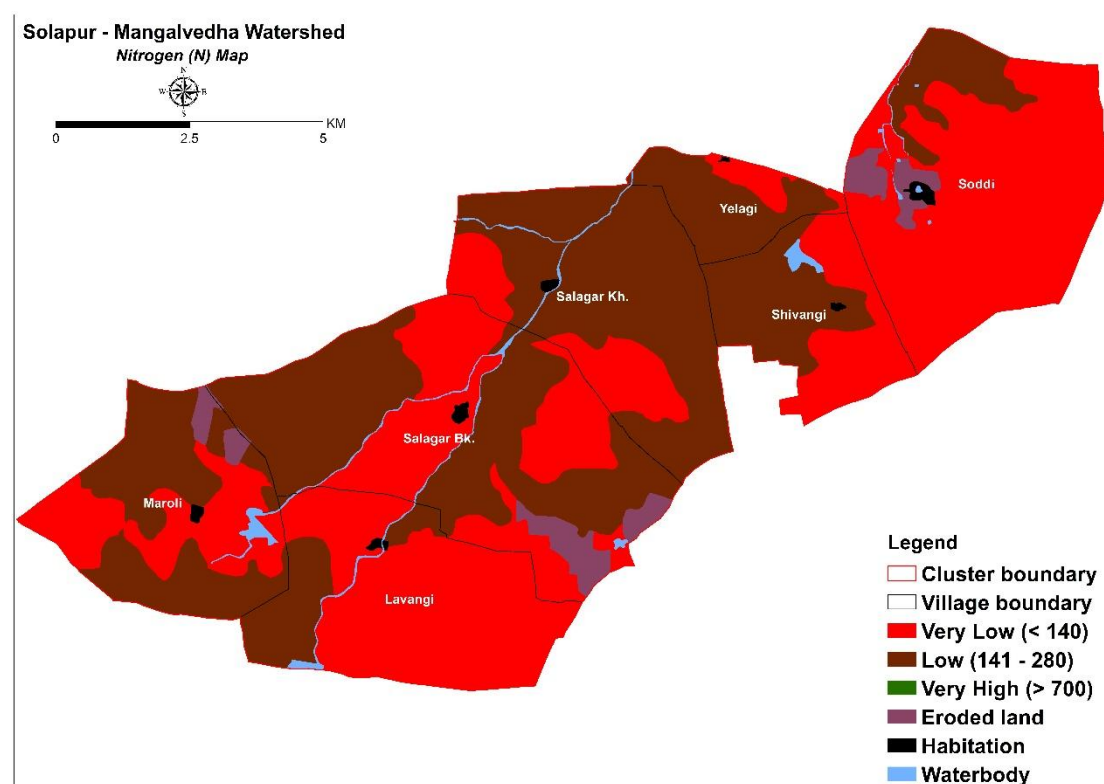 Solapur - Mangalvedha Watershed
Nitrogen (N) Map
N
W E
S
KM
0 2.5 5
Soddi
Yelagi
Salagar Kh.
Shivangi
Salagar Bk.
Maroli
Lavangi
Legend
Cluster boundary
Village boundary
Very Low (< 140)
Low (141 - 280)
Very High (> 700)
Eroded land
Habitation
Waterbody